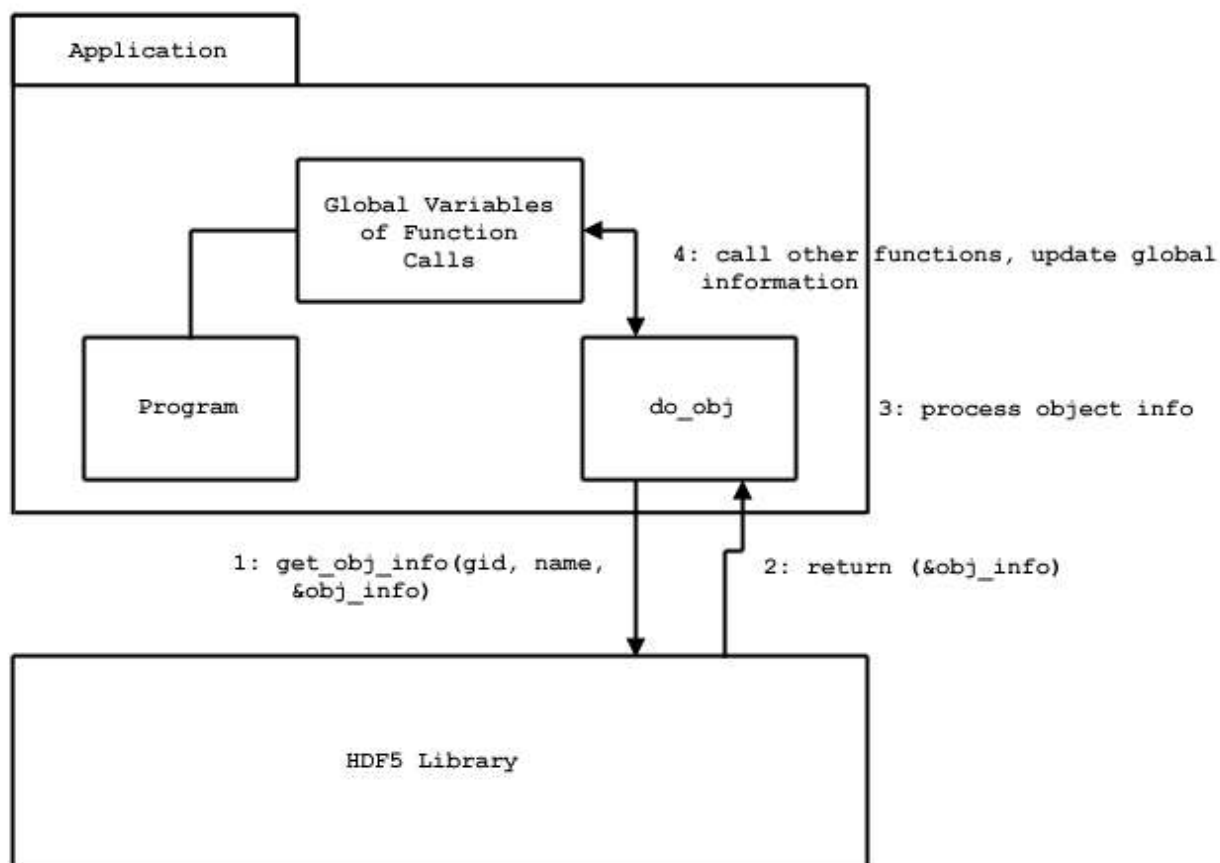 Application
Global Variables
of Function
Calls
4: call other functions, update global
information
Program
do_obj
3: process object info
1: get_obj_info(gid, name,
&obj_info)
2: return (&obj_info)
HDF5 Library